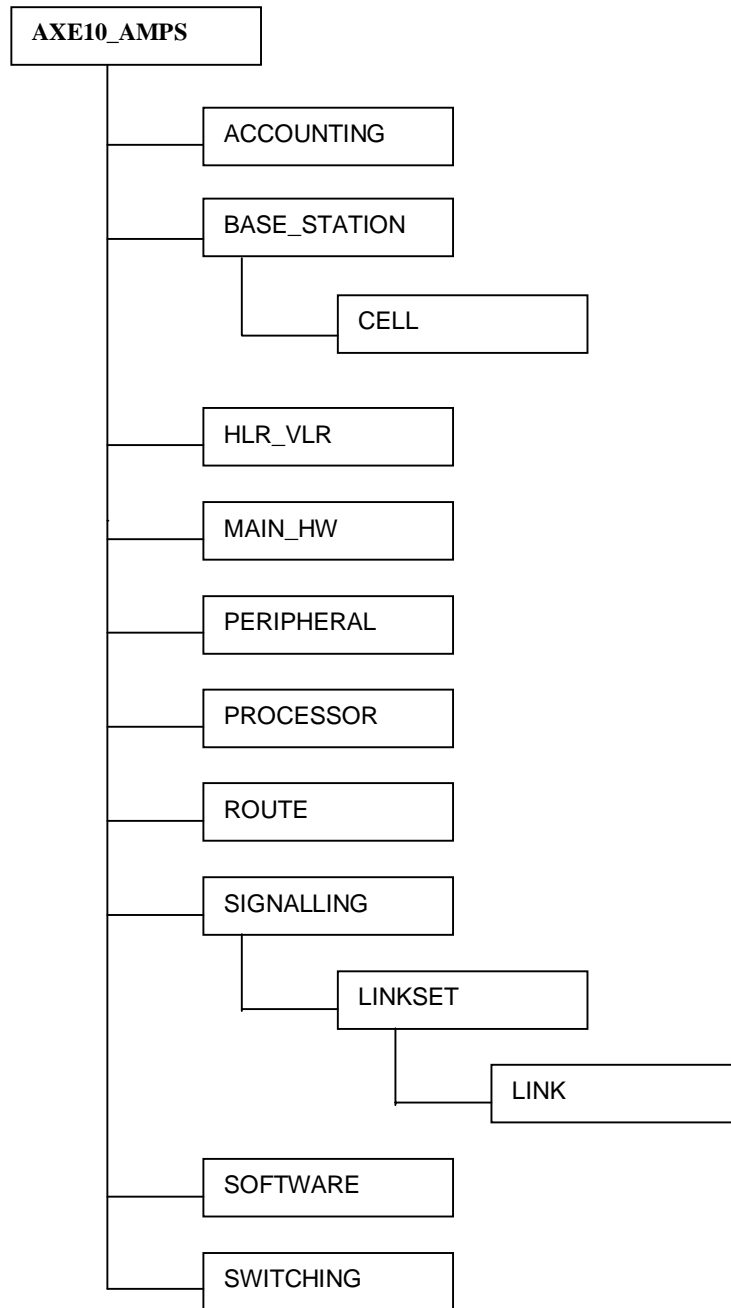 AXE10_AMPS
ACCOUNTING
BASE_STATION
CELL
HLR_VLR
MAIN_HW
PERIPHERAL
PROCESSOR
ROUTE
SIGNALLING
LINKSET
LINK
SOFTWARE
SWITCHING